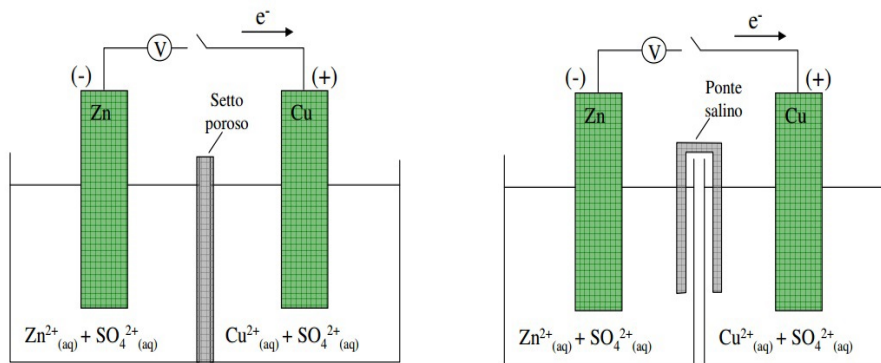 e⁻
V
(-)
(+)
Zn
Setto
poroso
Cu
Zn²⁺(aq) + SO₄²⁺(aq)
Cu²⁺(aq) + SO₄²⁺(aq)
e⁻
V
(-)
(+)
Zn
Ponte
salino
Cu
Zn²⁺(aq) + SO₄²⁺(aq)
Cu²⁺(aq) + SO₄²⁺(aq)